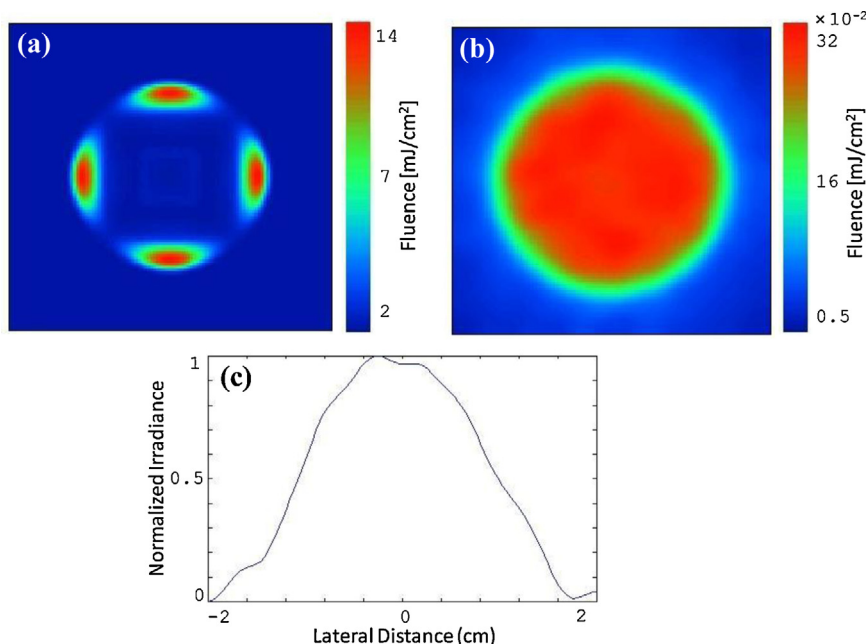 (a)
14
7
2
Fluence [mJ/cm²]
(b)
×10⁻²
32
16
0.5
Fluence [mJ/cm²]
(c)
1
0.5
0
Normalized Irradiance
−2
0
2
Lateral Distance (cm)